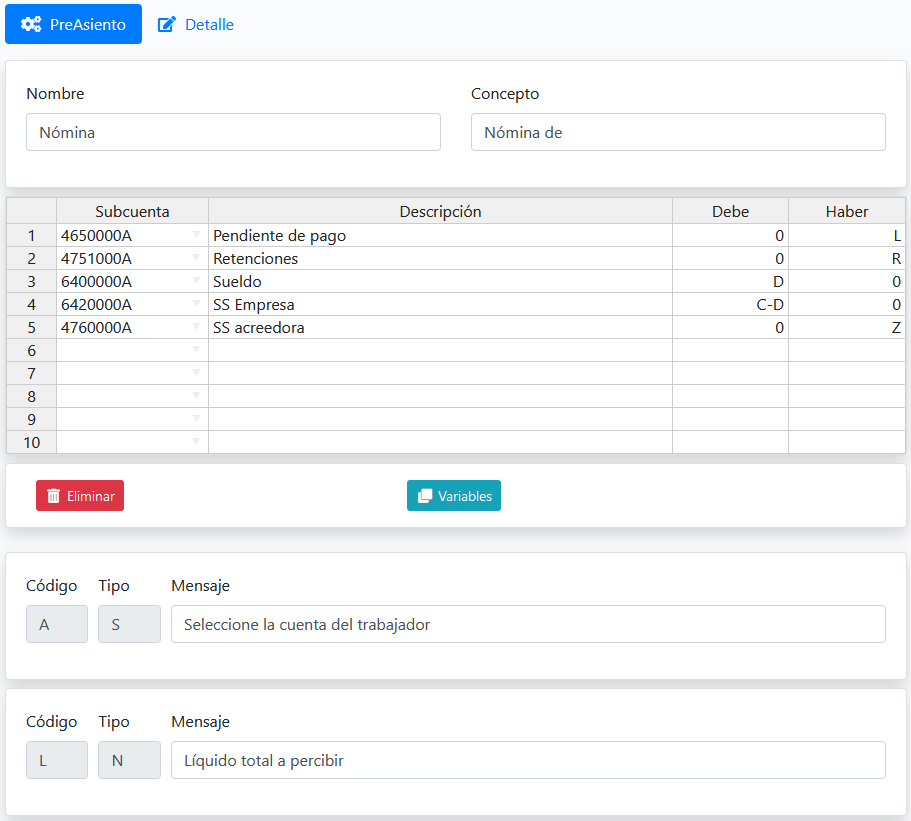 PreAsiento Detalle
Nombre Concepto
Nómina Nómina de
Subcuenta Descripción Debe Haber
1 4650000A Pendiente de pago 0 L
2 4751000A Retenciones 0 R
3 6400000A Sueldo D 0
4 6420000A SS Empresa C-D 0
5 4760000A SS acreedora 0 Z
6
7
8
9
10
Eliminar Variables
Código Tipo Mensaje
A S Seleccione la cuenta del trabajador
Código Tipo Mensaje
L N Líquido total a percibir